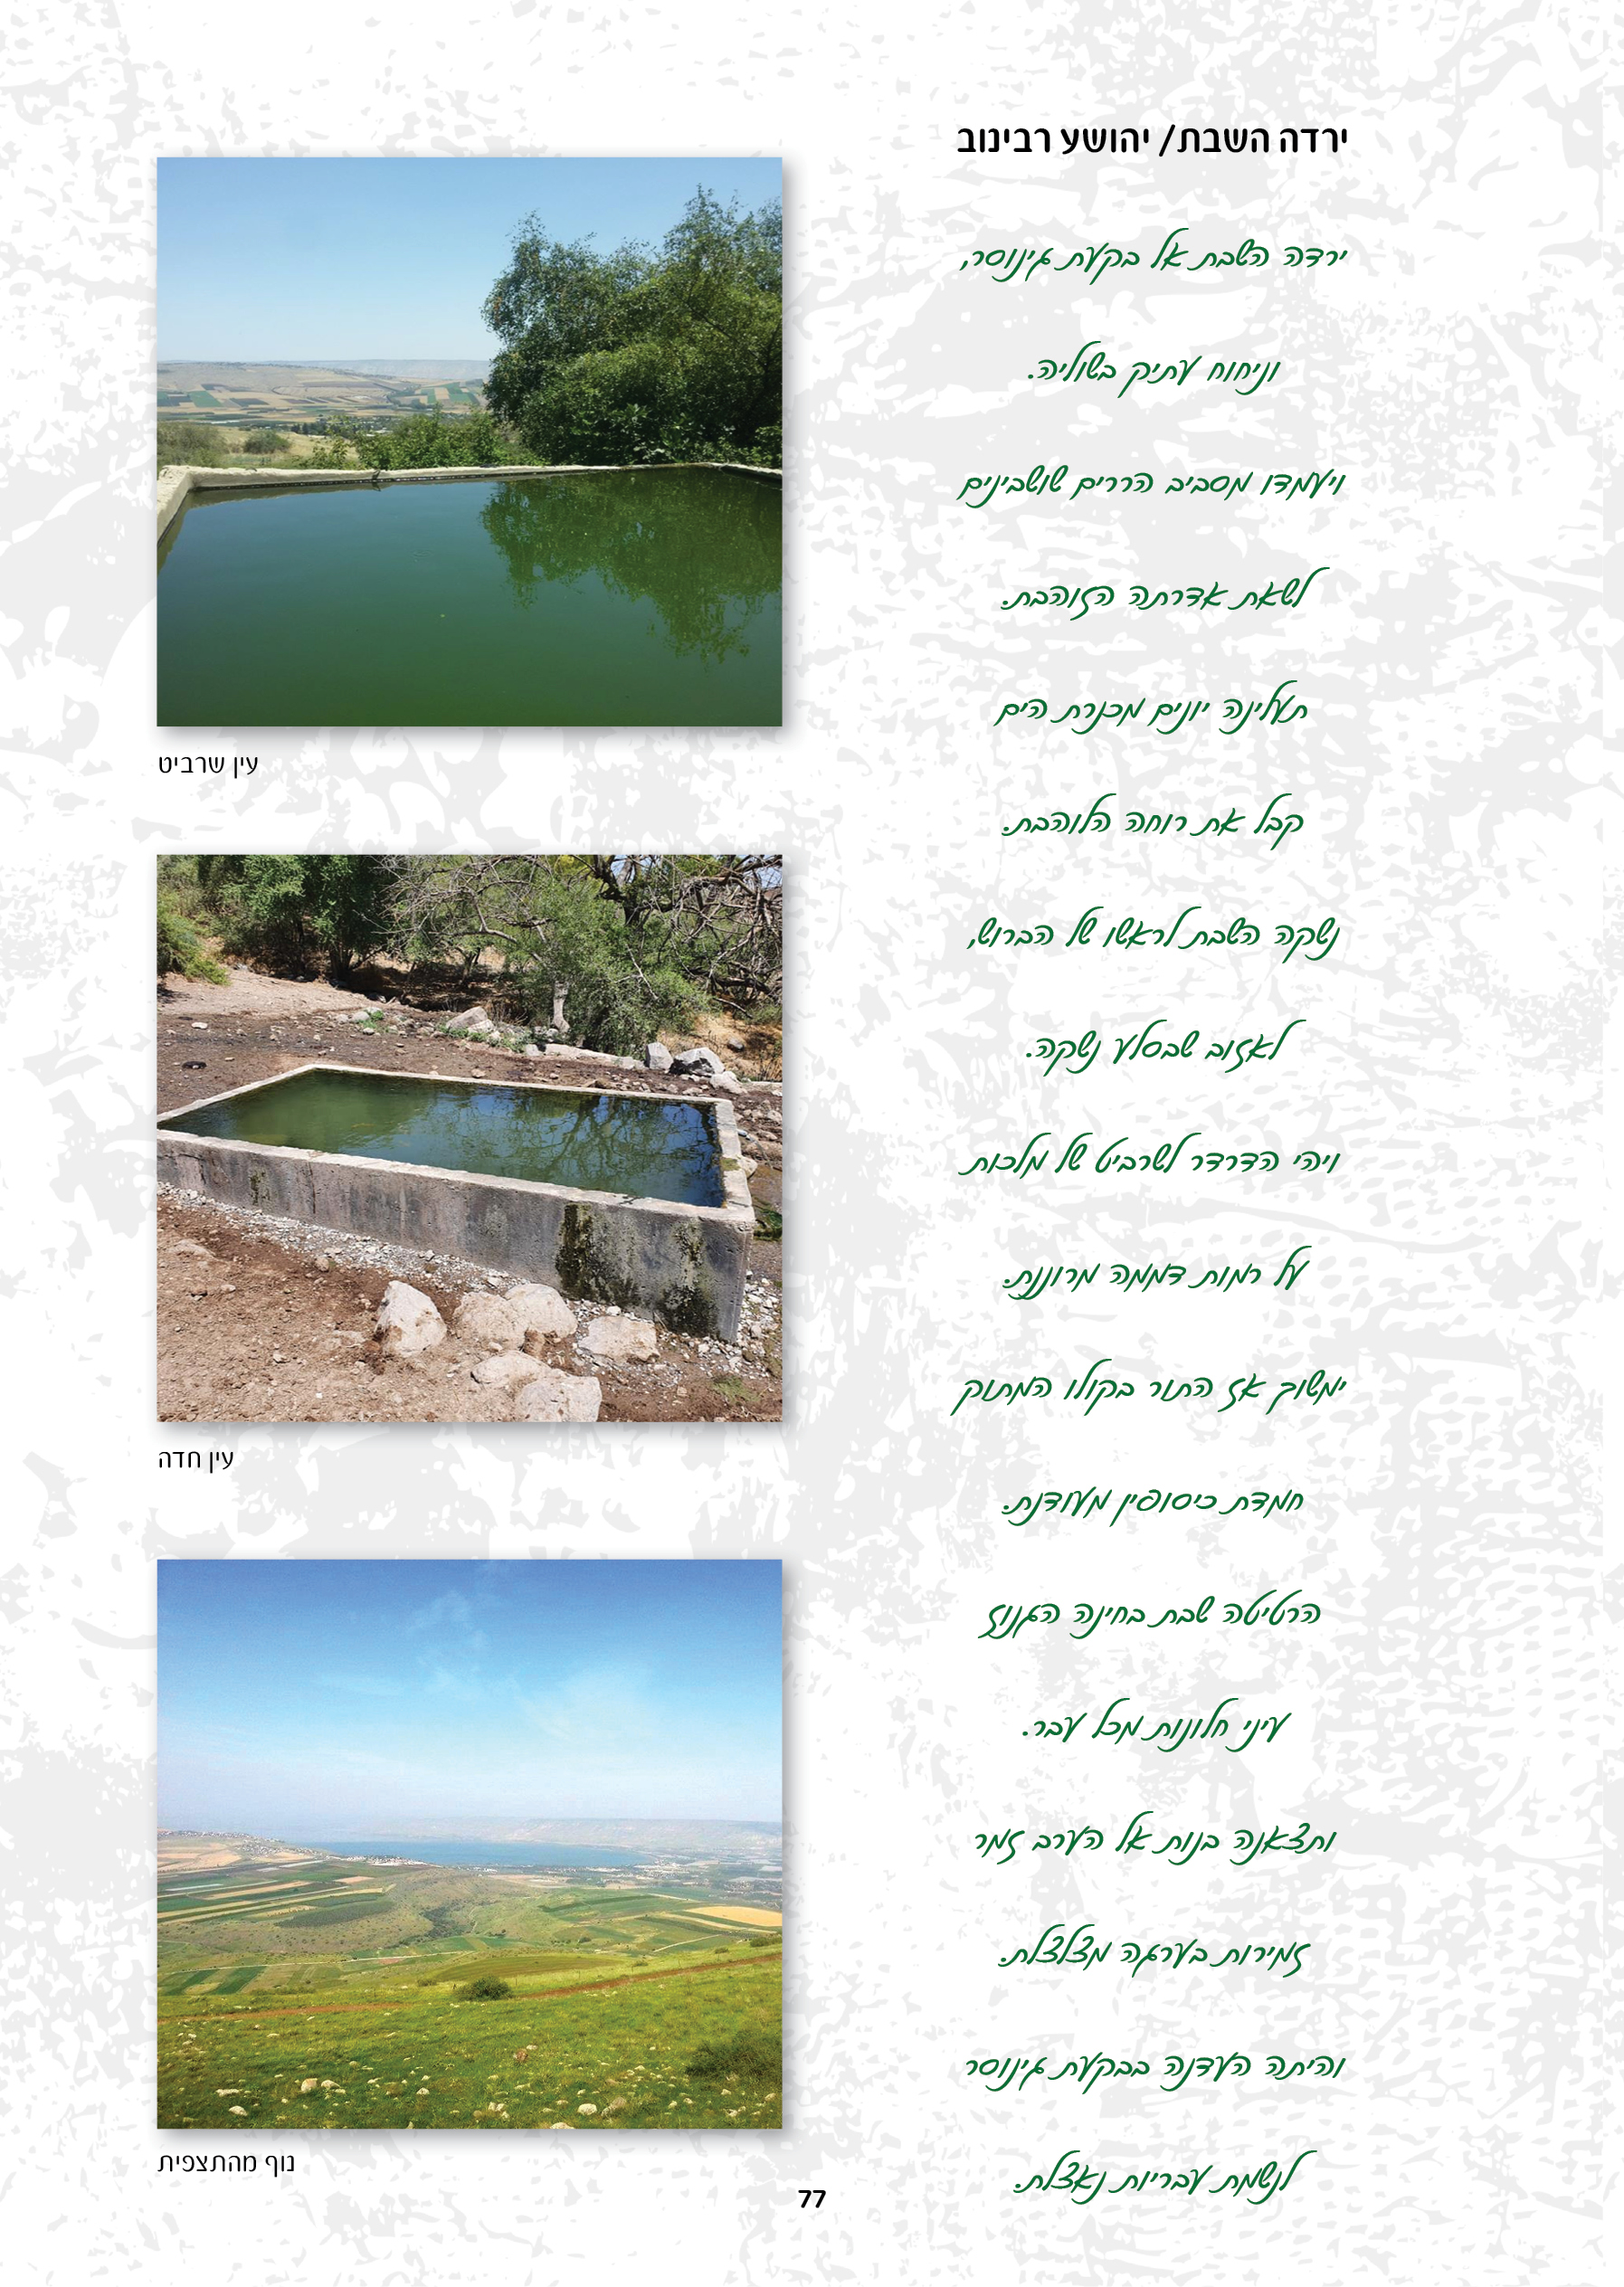 ירדה השבת/ יהושע רבינוב
ירדה השבת אל בקעת גינוסר,
וניחוח עתיק בשוליה.
ויעמדו מסביב הררים שושבינים
לשאת אדרתה הזוהבת.
תעלינה יונים מכנרת הים
קבל את רוחה הלוהבת.
נשקה השבת לראשו של הברוש,
לאזוב שבסלע נשקה.
ויהי הדרדר לשרביט של מלכות
על רמות דממה מרוננת.
ימשוך אז התור בקולו המתוק
חמדת כיסופין מעודנת.
הרטיטה שבת בחינה הגנוז
עיני חלונות מכל עבר.
ותצאנה בנות אל הערב זמר
זמירות בערגה מצלצלת.
והיתה העדנה בבקעת גינוסר
לנשמת עבריות נאצלת.
עין שרביט
עין חדה
נוף מהתצפית
77